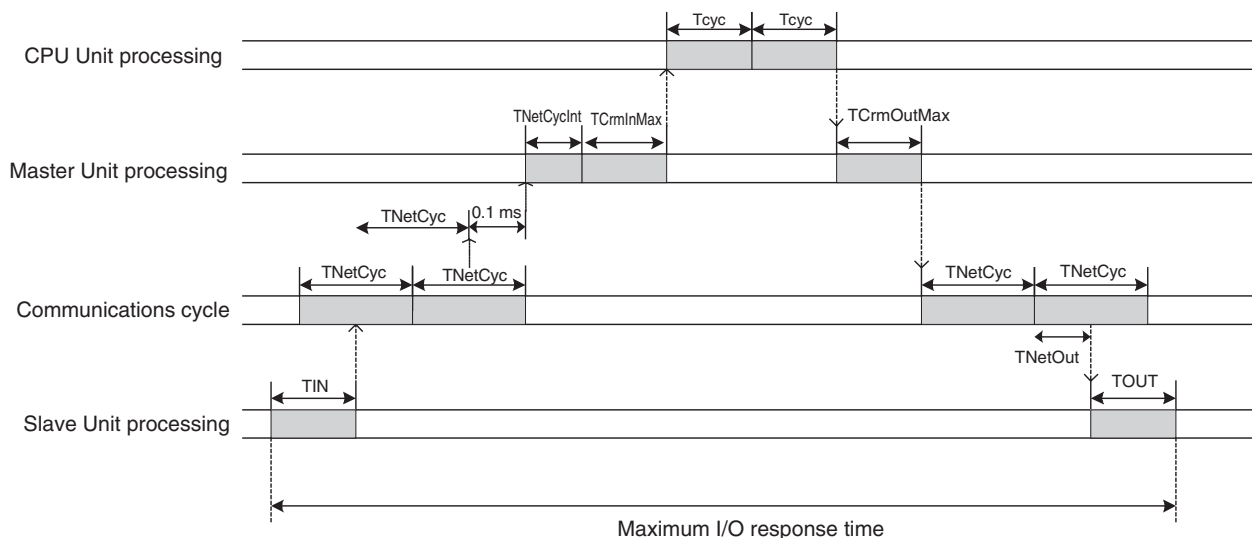 Tcyc Tcyc
CPU Unit processing
TNetCycInt TCrmInMax TCrmOutMax
Master Unit processing
TNetCyc 0.1 ms
TNetCyc TNetCyc TNetCyc TNetCyc
Communications cycle
TNetOut
TIN TOUT
Slave Unit processing
Maximum I/O response time